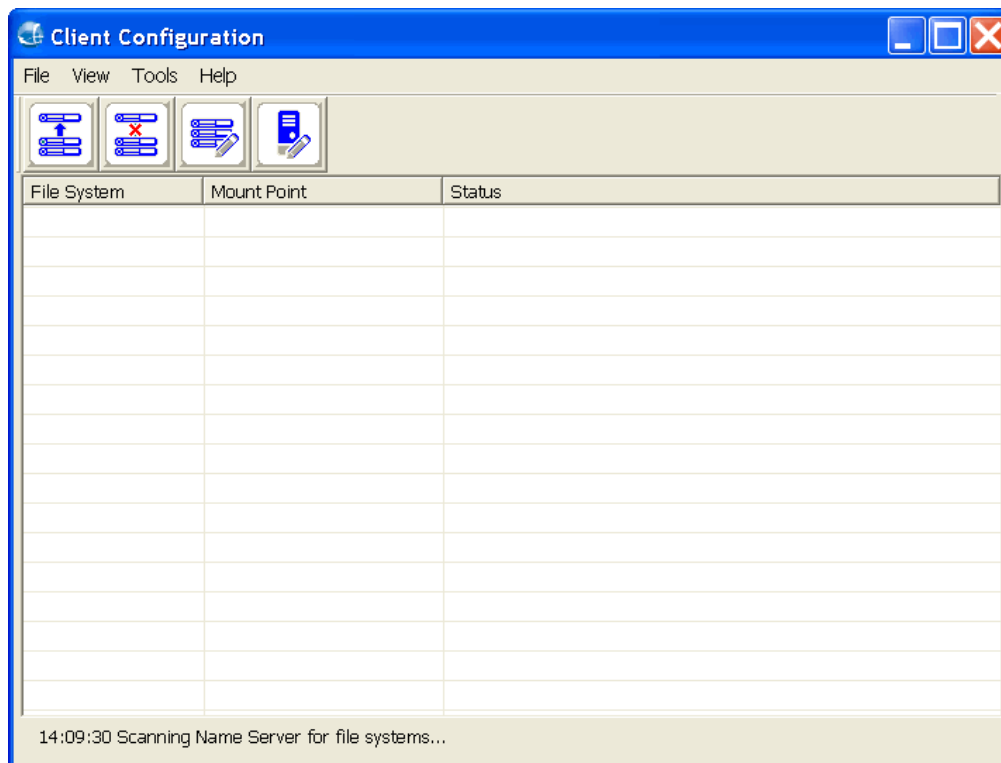 Client Configuration
File View Tools Help
File System Mount Point Status
14:09:30 Scanning Name Server for file systems...